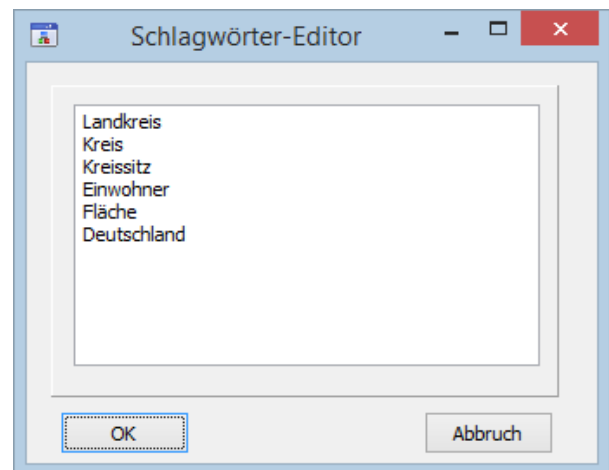 Schlagwörter-Editor
Landkreis
Kreis
Kreissitz
Einwohner
Fläche
Deutschland
OK
Abbruch